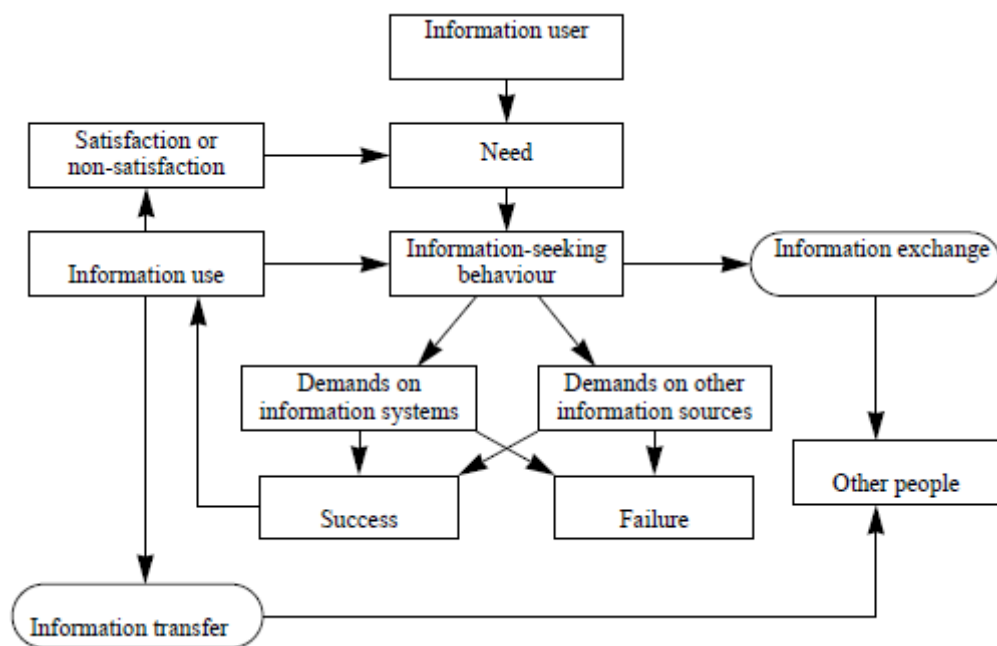 Information user
Satisfaction or
non-satisfaction
Need
Information use
Information-seeking
behaviour
Information exchange
Demands on
information systems
Demands on other
information sources
Success
Failure
Other people
Information transfer